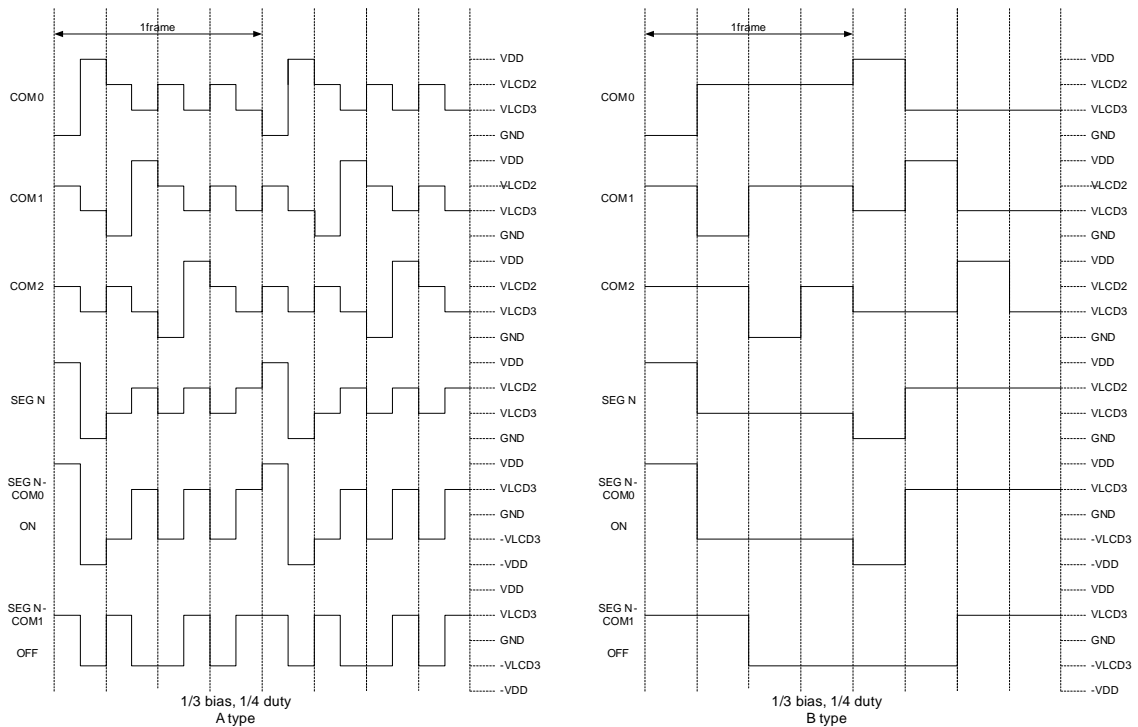 1frame
COM0
VDD
VLCD2
VLCD3
GND
COM1
VDD
VLCD2
VLCD3
GND
COM2
VDD
VLCD2
VLCD3
GND
SEG N
VDD
VLCD2
VLCD3
GND
SEG N-
COM0
ON
VDD
VLCD3
GND
-VLCD3
-VDD
SEG N-
COM1
OFF
VDD
VLCD3
GND
-VLCD3
-VDD
1/3 bias, 1/4 duty
A type
1frame
COM0
VDD
VLCD2
VLCD3
GND
COM1
VDD
VLCD2
VLCD3
GND
COM2
VDD
VLCD2
VLCD3
GND
SEG N
VDD
VLCD2
VLCD3
GND
SEG N-
COM0
ON
VDD
VLCD3
GND
-VLCD3
-VDD
SEG N-
COM1
OFF
VDD
VLCD3
GND
-VLCD3
-VDD
1/3 bias, 1/4 duty
B type